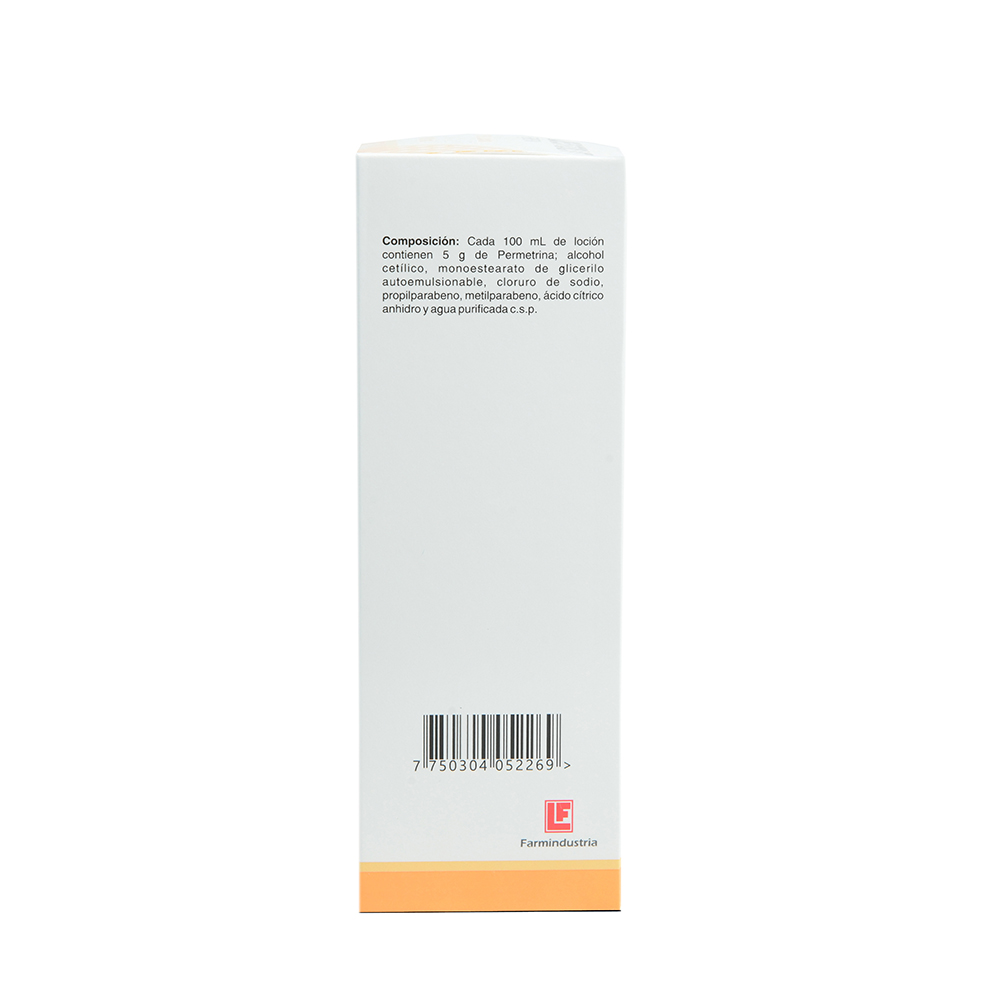 Composición: Cada 100 mL de loción
contienen 5 g de Permetrina; alcohol
cetílico, monoestearato de glicerilo
autoemulsionable, cloruro de sodio,
propilparabeno, metilparabeno, ácido cítrico
anhidro y agua purificada c.s.p.
7 750304 052269 >
LF
Farmindustria